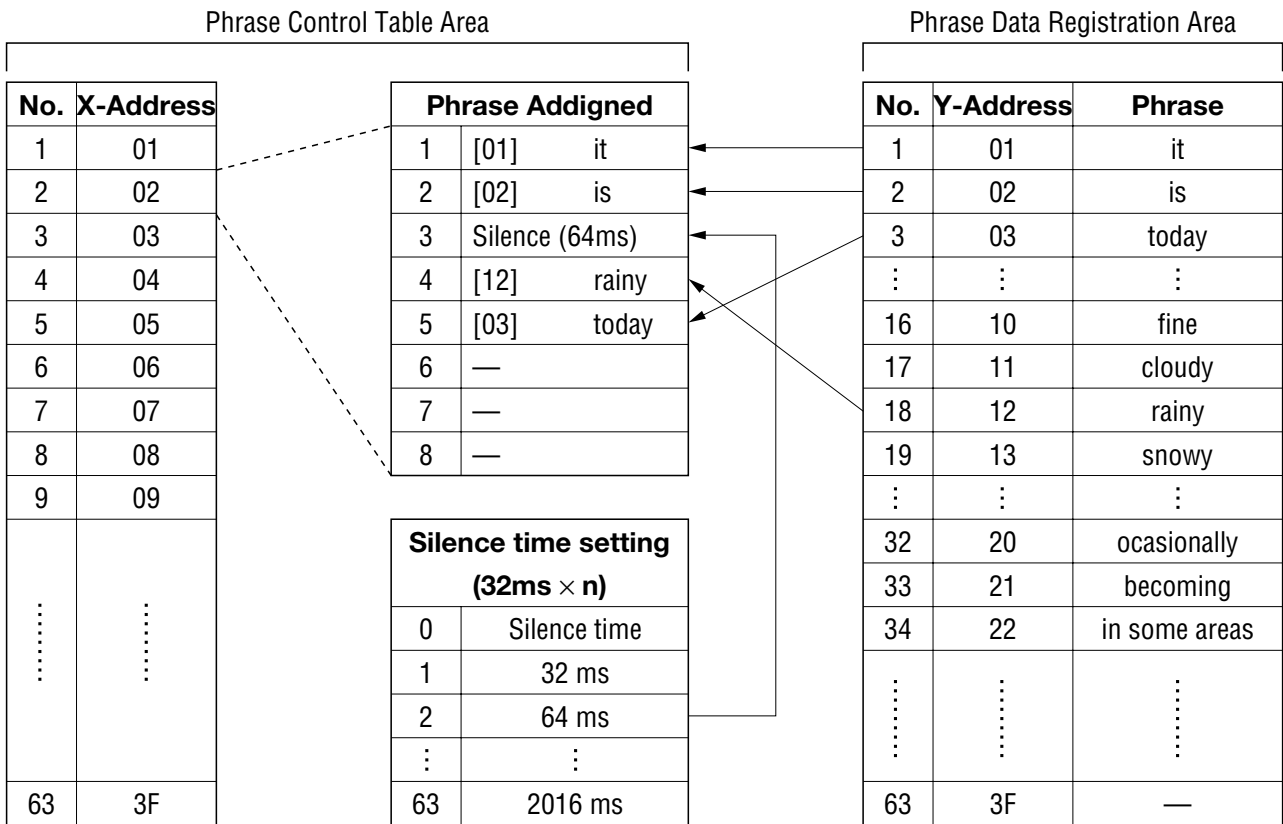 Phrase Control Table Area
Phrase Data Registration Area
No. X-Address
1 01
2 02
3 03
4 04
5 05
6 06
7 07
8 08
9 09
⋮ ⋮
63 3F
Phrase Addigned
1 [01] it
2 [02] is
3 Silence (64ms)
4 [12] rainy
5 [03] today
6 —
7 —
8 —
Silence time setting
(32ms × n)
0 Silence time
1 32 ms
2 64 ms
⋮ ⋮
63 2016 ms
No. Y-Address Phrase
1 01 it
2 02 is
3 03 today
⋮ ⋮ ⋮
16 10 fine
17 11 cloudy
18 12 rainy
19 13 snowy
⋮ ⋮ ⋮
32 20 ocasionally
33 21 becoming
34 22 in some areas
⋮ ⋮ ⋮
63 3F —